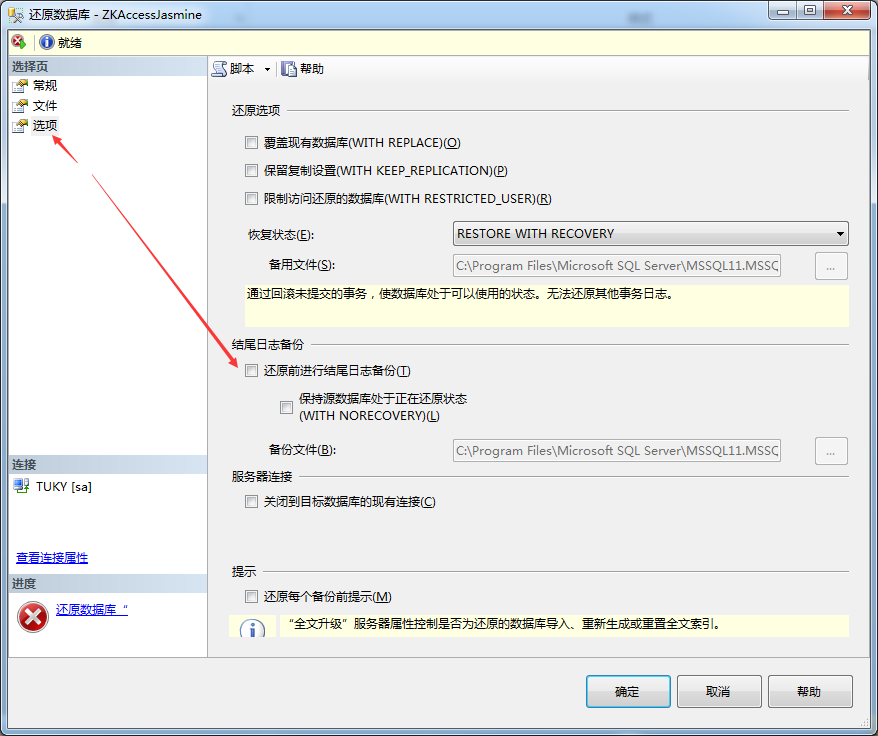 还原数据库 - ZKAccessJasmine
就绪
选择页
常规
文件
选项
脚本
帮助
还原选项
覆盖现有数据库(WITH REPLACE)(O)
保留复制设置(WITH KEEP_REPLICATION)(P)
限制访问还原的数据库(WITH RESTRICTED_USER)(R)
恢复状态(E):
RESTORE WITH RECOVERY
备用文件(S):
C:\Program Files\Microsoft SQL Server\MSSQL11.MSSQ
...
通过回滚未提交的事务，使数据库处于可以使用的状态。无法还原其他事务日志。
结尾日志备份
还原前进行结尾日志备份(T)
保持源数据库处于正在还原状态
(WITH NORECOVERY)(L)
备份文件(B):
C:\Program Files\Microsoft SQL Server\MSSQL11.MSSQ
...
服务器连接
关闭到目标数据库的现有连接(C)
提示
还原每个备份前提示(M)
“全文升级”服务器属性控制是否为还原的数据库导入、重新生成或重置全文索引。
连接
TUKY [sa]
查看连接属性
进度
还原数据库“
确定
取消
帮助